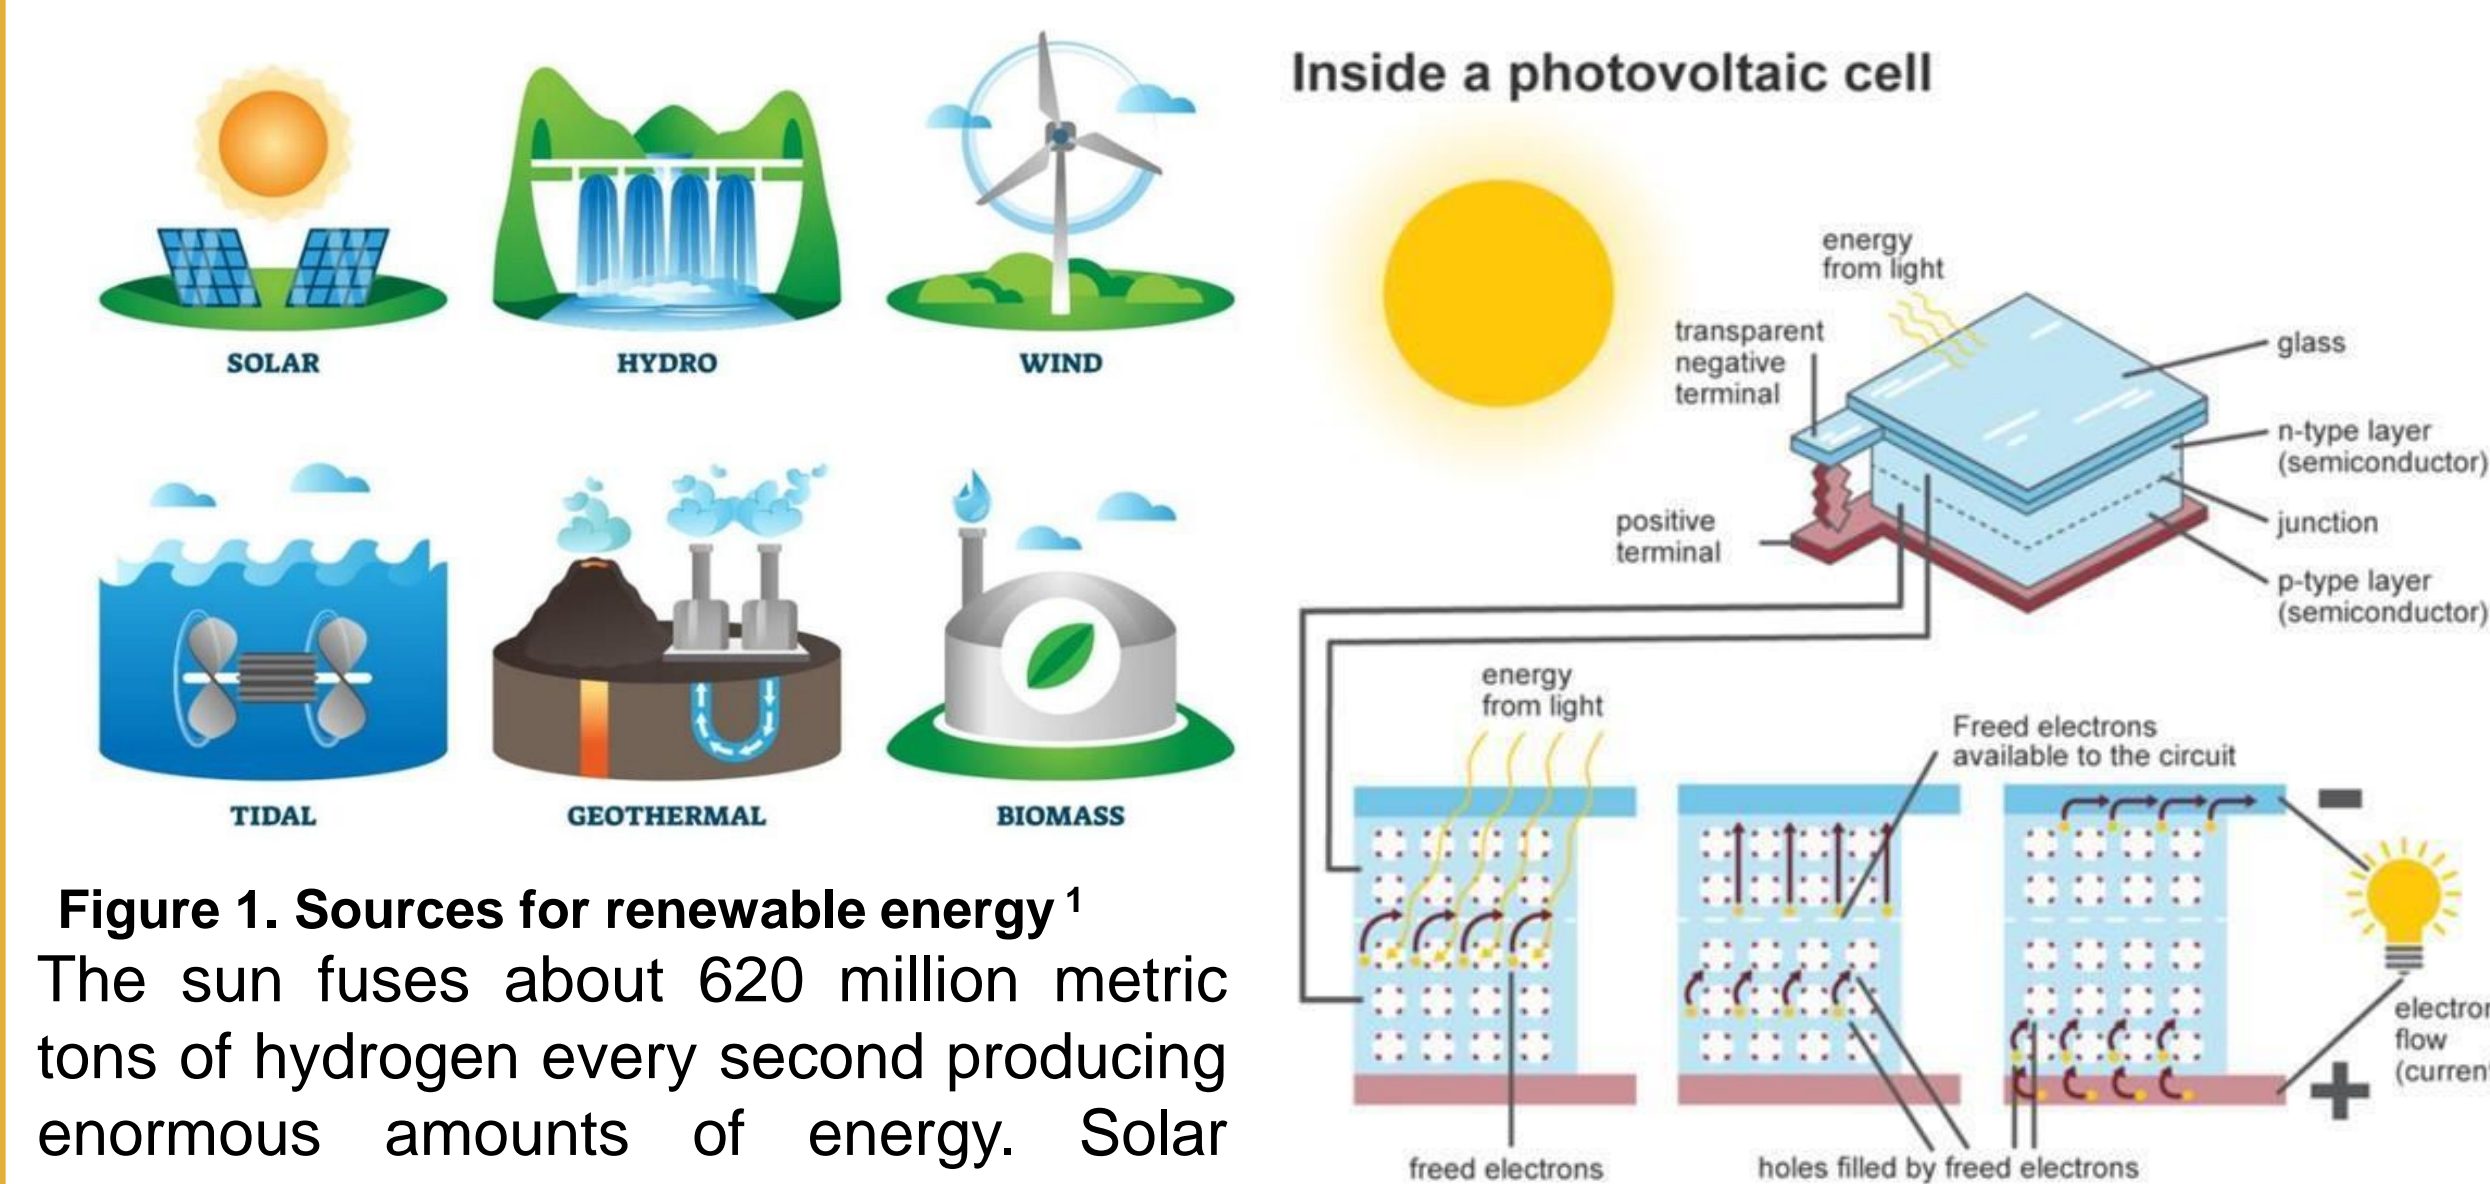 SOLAR
HYDRO
WIND
TIDAL
GEOTHERMAL
BIOMASS
Figure 1. Sources for renewable energy 1
The sun fuses about 620 million metric
tons of hydrogen every second producing
enormous amounts of energy. Solar
Inside a photovoltaic cell
energy
from light
transparent
negative
terminal
glass
n-type layer
(semiconductor)
positive
terminal
junction
p-type layer
(semiconductor)
energy
from light
Freed electrons
available to the circuit
electron
flow
(current
freed electrons
holes filled by freed electrons